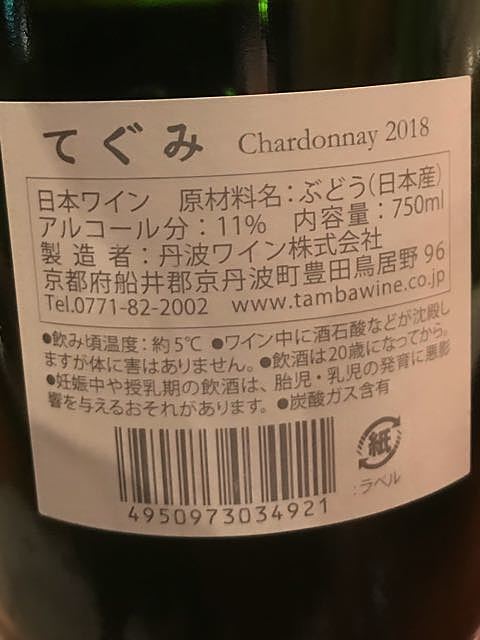 てぐみ Chardonnay 2018
日本ワイン 原材料名：ぶどう（日本産）
アルコール分：11% 内容量：750ml
製造者：丹波ワイン株式会社
京都府船井郡京丹波町豊田鳥居野 96
Tel.0771-82-2002 www.tambawine.co.jp
●飲み頃温度：約5℃ ●ワイン中に酒石酸などが沈殿し
ますが体に害はありません。●飲酒は20歳になってから。
●妊娠中や授乳期の飲酒は、胎児・乳児の発育に悪影
響を与えるおそれがあります。●炭酸ガス含有
紙
：ラベル
4950973034921